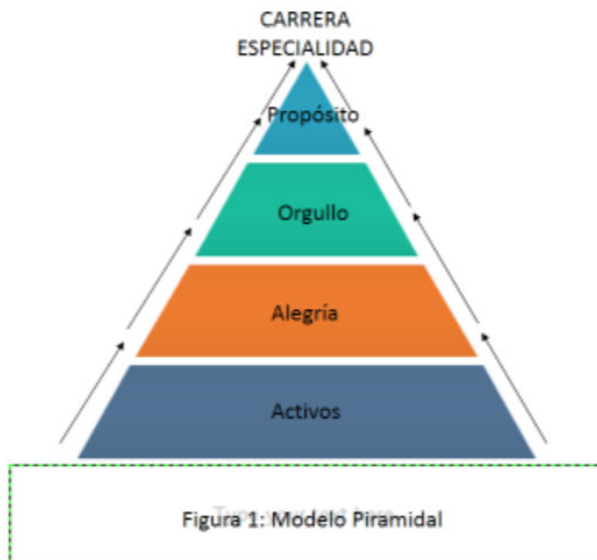 CARRERA
ESPECIALIDAD
Propósito
Orgullo
Alegría
Activos
Figura 1: Modelo Piramidal